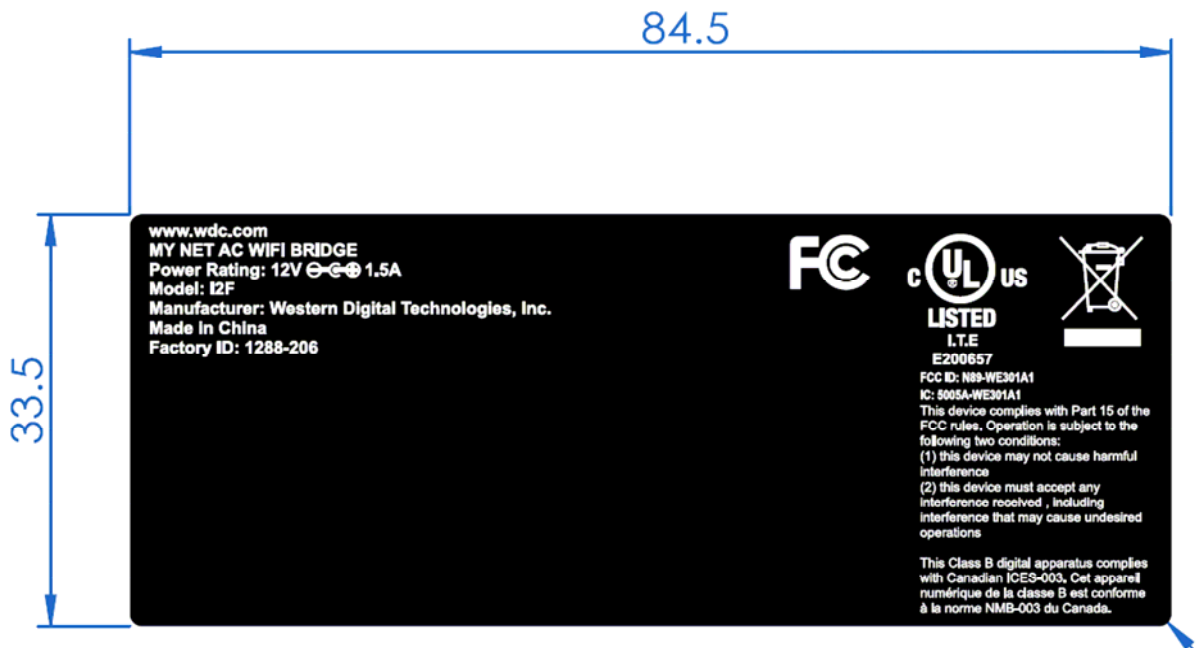 84.5
33.5
www.wdc.com
MY NET AC WIFI BRIDGE
Power Rating: 12V 1.5A
Model: I2F
Manufacturer: Western Digital Technologies, Inc.
Made in China
Factory ID: 1288-206
FC
C UL ® US
LISTED
I.T.E
E200657
FCC ID: N89-WE301A1
IC: 5005A-WE301A1
This device complies with Part 15 of the
FCC rules. Operation is subject to the
following two conditions:
(1) this device may not cause harmful
interference
(2) this device must accept any
interference received , including
interference that may cause undesired
operations
This Class B digital apparatus complies
with Canadian ICES-003. Cet appareil
numérique de la classe B est conforme
à la norme NMB-003 du Canada.